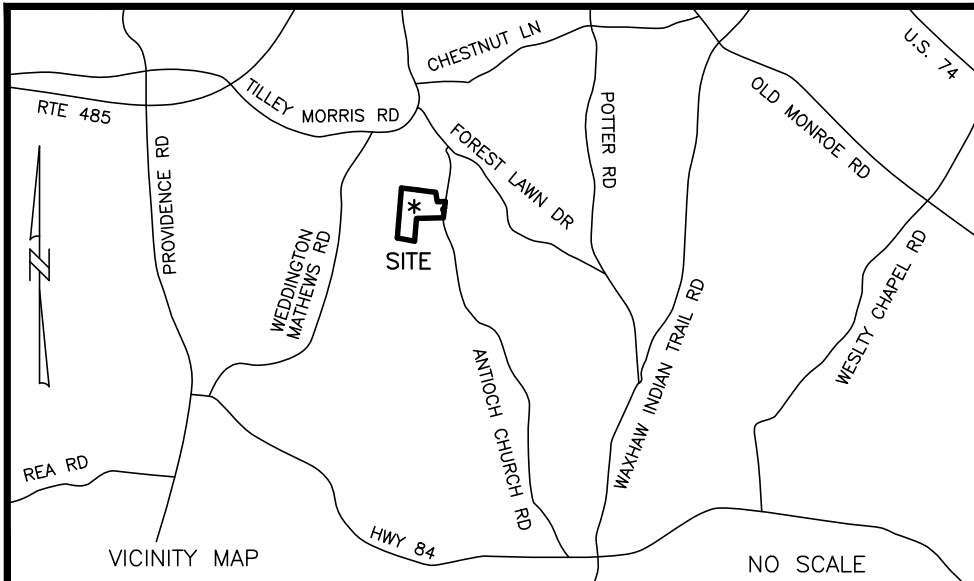 U.S. 74
CHESTNUT LN
RTE 485
TILLEY MORRIS RD
OLD MONROE RD
POTTER RD
FOREST LAWN DR
PROVIDENCE RD
N
*
SITE
WEDDINGTON
MATHEWS RD
WESLTY CHAPEL RD
WAXHAW INDIAN TRAIL RD
ANTIOCH CHURCH RD
REA RD
HWY 84
VICINITY MAP
NO SCALE